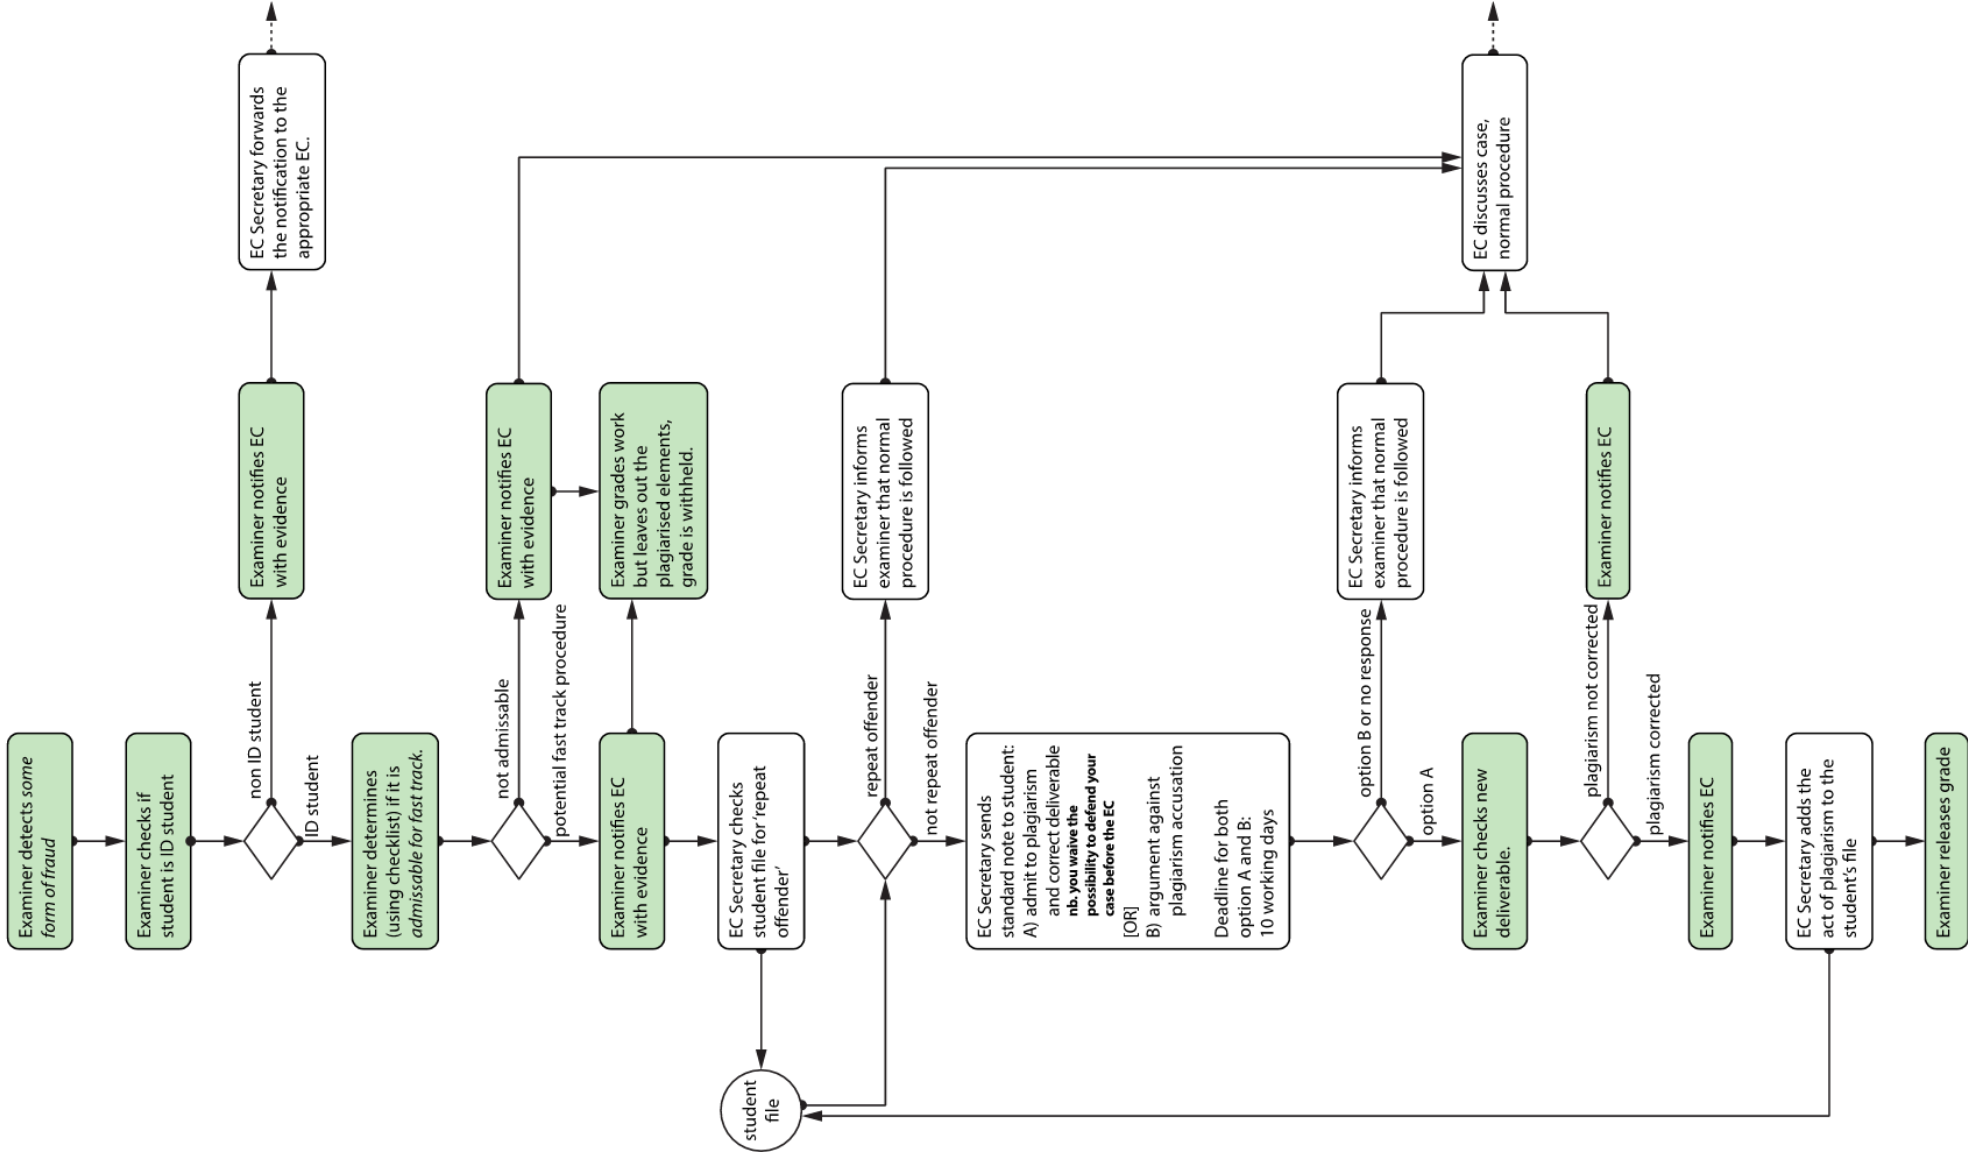 Examiner detects some
form of fraud
Examiner checks if
student is ID student
non ID student
ID student
Examiner notifies EC
with evidence
EC Secretary forwards
the notification to the
appropriate EC.
Examiner determines
(using checklist) if it is
admissable for fast track.
not admissable
potential fast track procedure
Examiner notifies EC
with evidence
Examiner notifies EC
with evidence
Examiner grades work
but leaves out the
plagiarised elements,
grade is withheld.
EC Secretary checks
student file for ‘repeat
offender’
student
file
repeat offender
not repeat offender
EC Secretary informs
examiner that normal
procedure is followed
EC Secretary sends
standard note to student:
A) admit to plagiarism
and correct deliverable
nb. you waive the
possibility to defend your
case before the EC
[OR]
B) argument against
plagiarism accusation
Deadline for both
option A and B:
10 working days
option B or no response
option A
EC Secretary informs
examiner that normal
procedure is followed
EC discusses case,
normal procedure
Examiner checks new
deliverable.
plagiarism not corrected
plagiarism corrected
Examiner notifies EC
Examiner notifies EC
EC Secretary adds the
act of plagiarism to the
student's file
Examiner releases grade